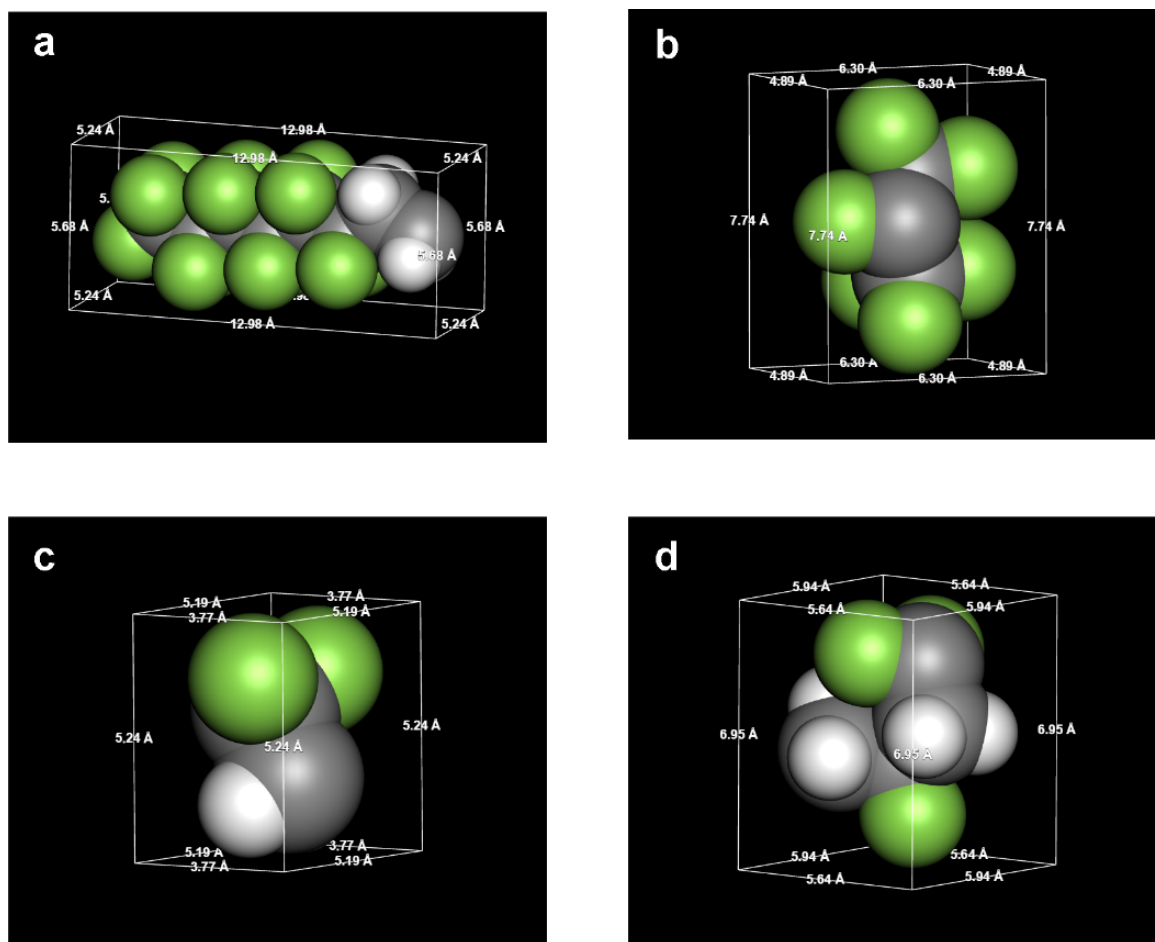 a
5.24 Å
12.98 Å
12.98 Å
5.24 Å
5.
5.68 Å
5.68 Å
5.68 Å
5.24 Å
12.98 Å
5.24 Å
b
6.30 Å
4.89 Å
4.89 Å
6.30 Å
7.74 Å
7.74 Å
7.74 Å
6.30 Å
4.89 Å
4.89 Å
6.30 Å
c
3.77 Å
5.19 Å
5.19 Å
3.77 Å
5.24 Å
5.24 Å
5.24 Å
3.77 Å
5.19 Å
5.19 Å
3.77 Å
d
5.94 Å
5.64 Å
5.94 Å
5.64 Å
6.95 Å
6.95 Å
6.95 Å
5.94 Å
5.64 Å
5.64 Å
5.94 Å